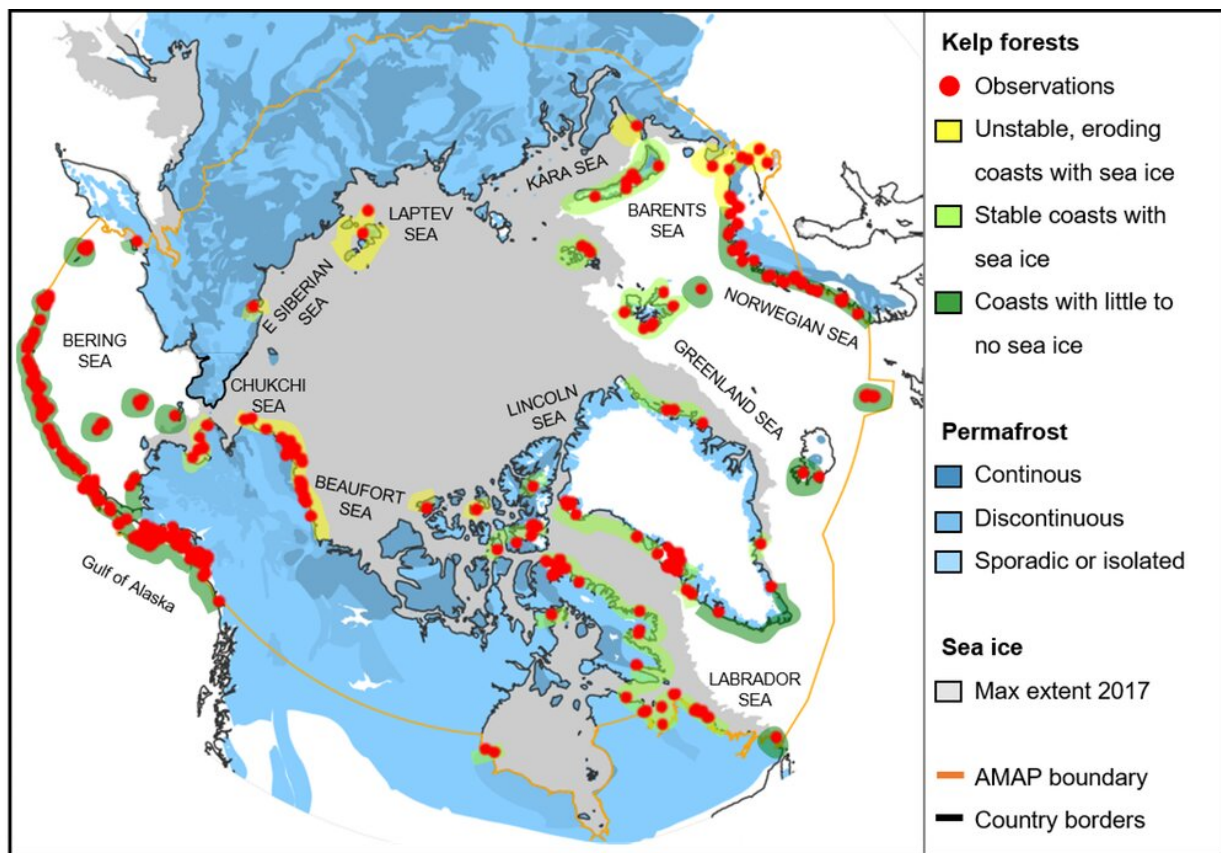 KARA SEA
LAPTEV
SEA
BARENTS
SEA
E SIBERIAN
SEA
NORWEGIAN SEA
BERING
SEA
CHUKCHI
SEA
LINCOLN
SEA
GREENLAND SEA
BEAUFORT
SEA
Gulf of Alaska
LABRADOR
SEA
Kelp forests
Observations
Unstable, eroding
coasts with sea ice
Stable coasts with
sea ice
Coasts with little to
no sea ice
Permafrost
Continous
Discontinuous
Sporadic or isolated
Sea ice
Max extent 2017
AMAP boundary
Country borders